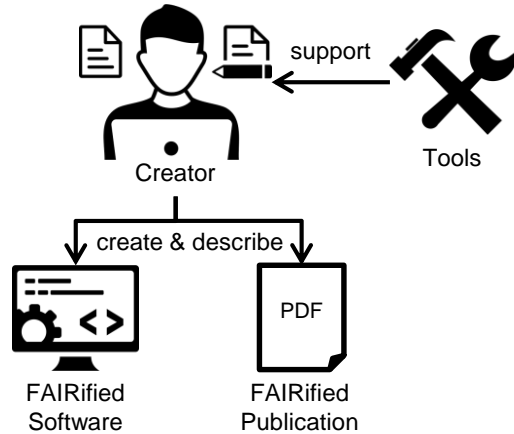 support
Tools
Creator
create & describe
< >
PDF
FAIRified
Software
FAIRified
Publication